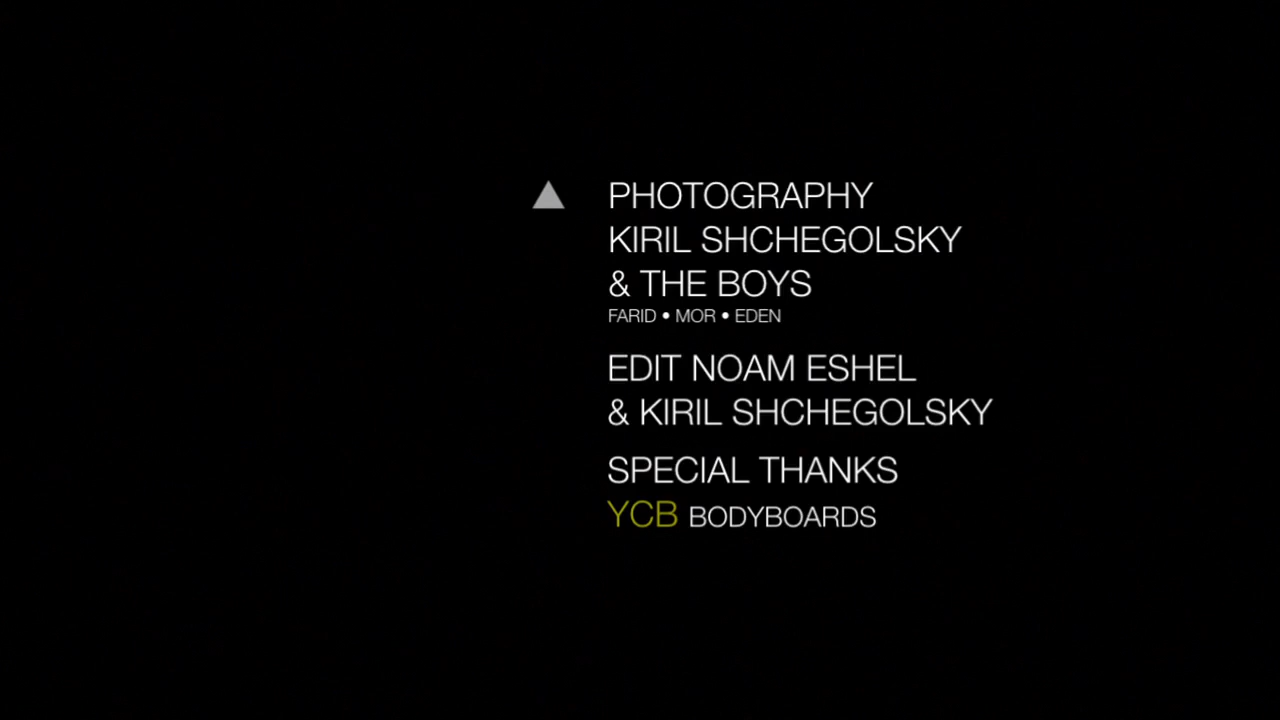 PHOTOGRAPHY
KIRIL SHCHEGOLSKY
& THE BOYS
FARID • MOR • EDEN
EDIT NOAM ESHEL
& KIRIL SHCHEGOLSKY
SPECIAL THANKS
YCB BODYBOARDS